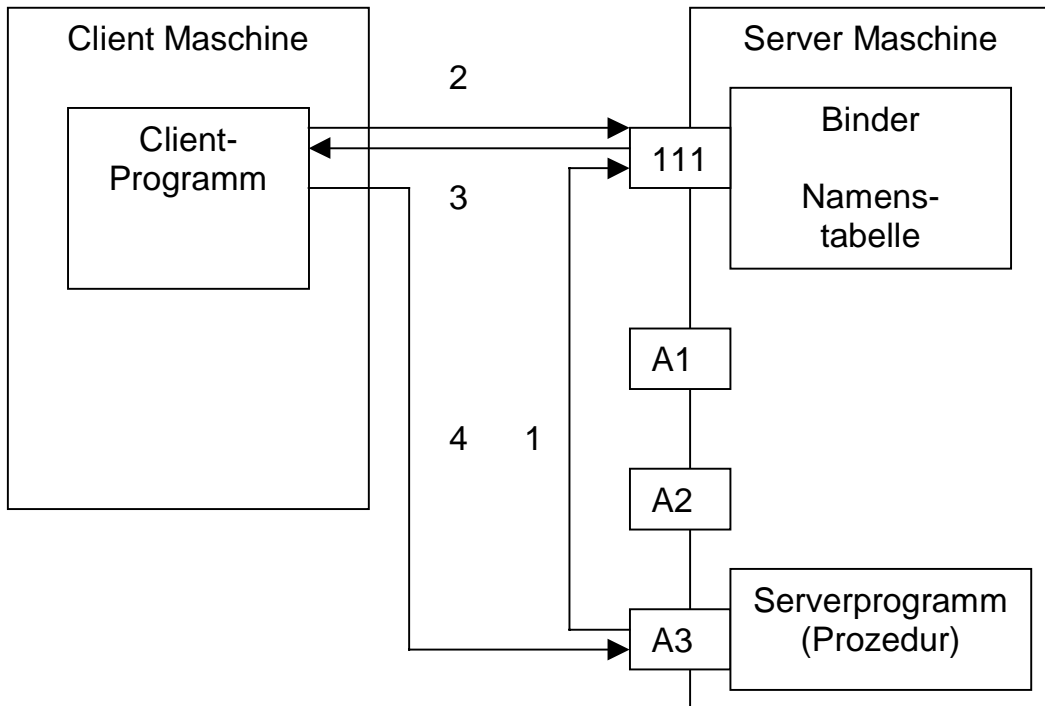 Client Maschine
Client-
Programm
2
3
4
1
Server Maschine
111
Binder
Namens-
tabelle
A1
A2
A3
Serverprogramm
(Prozedur)